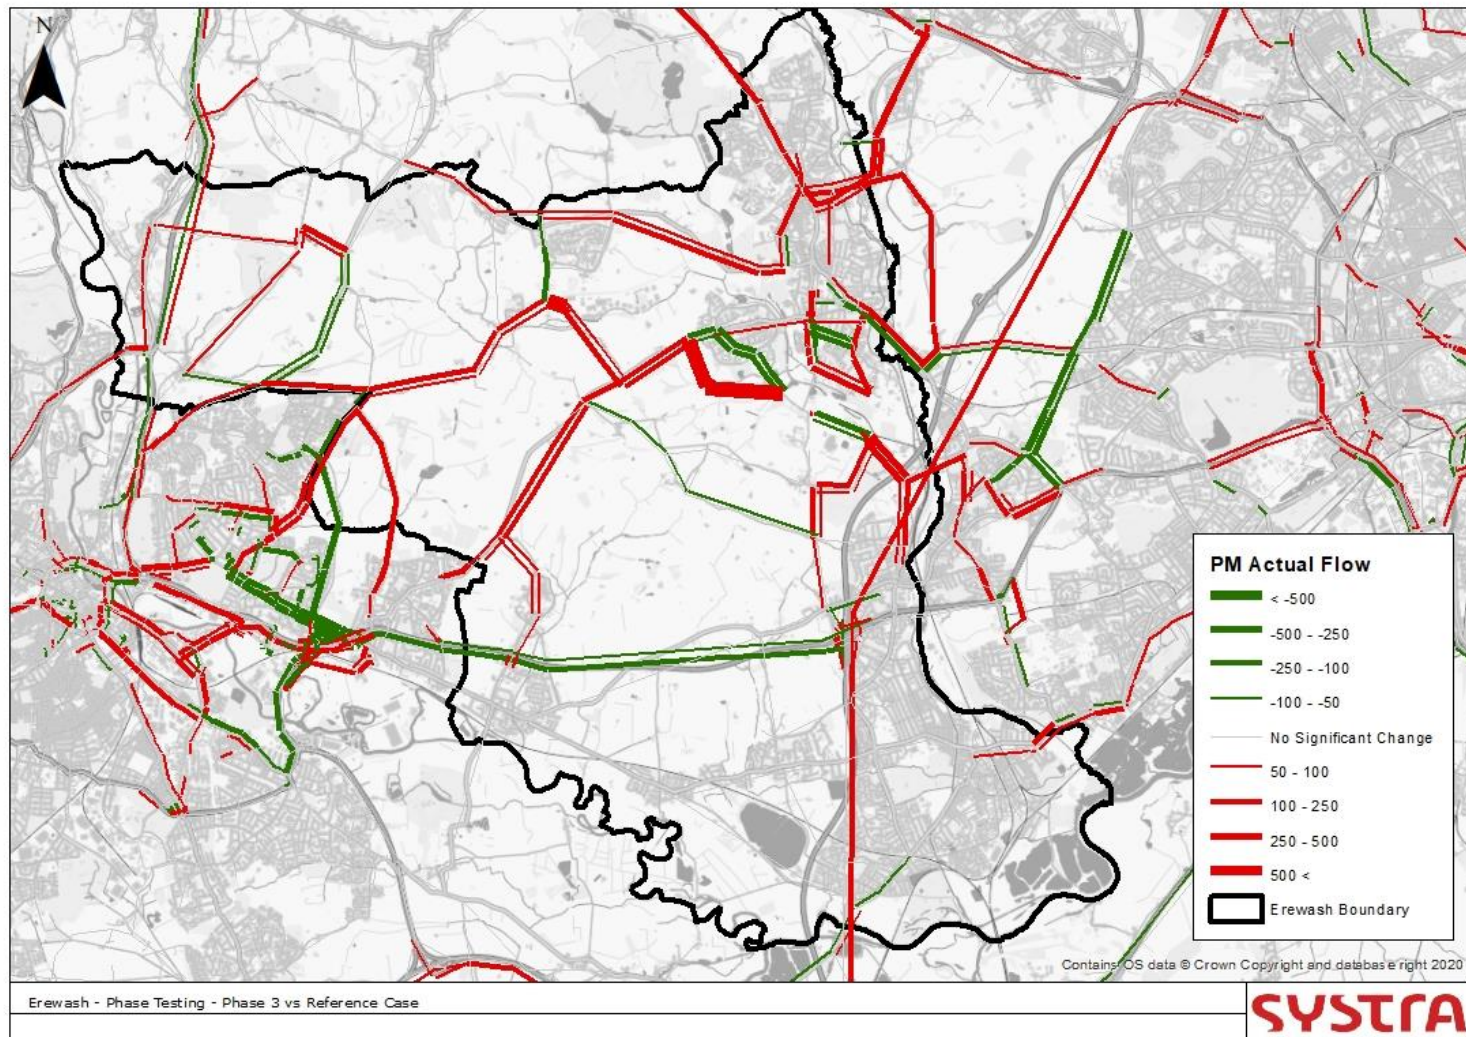 N
PM Actual Flow
< -500
-500 - -250
-250 - -100
-100 - -50
No Significant Change
50 - 100
100 - 250
250 - 500
500 <
Erewash Boundary
Contains OS data © Crown Copyright and database right 2020
Erewash - Phase Testing - Phase 3 vs Reference Case
SYSTRA